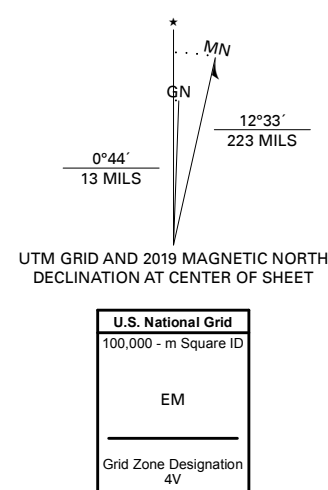 ★
MN
GN
12°33´
223 MILS
0°44´
13 MILS
UTM GRID AND 2019 MAGNETIC NORTH
DECLINATION AT CENTER OF SHEET
U.S. National Grid
100,000 - m Square ID
EM
Grid Zone Designation
4V